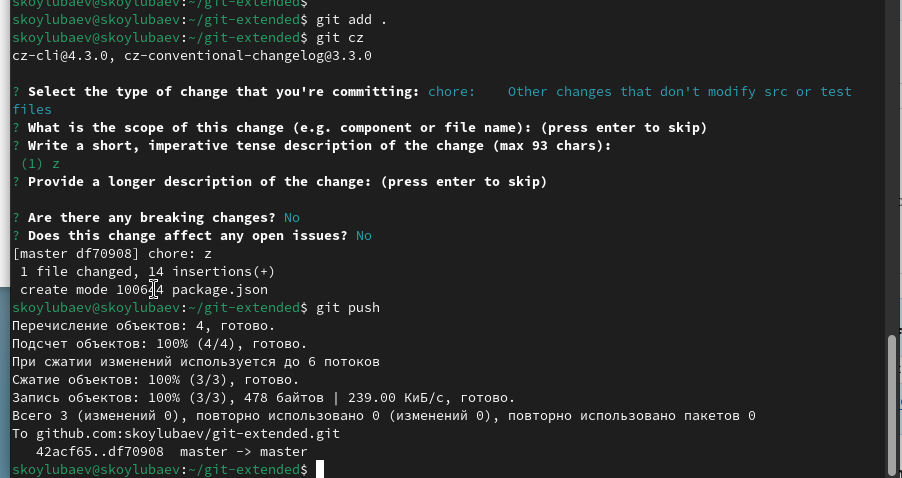 skoylubaev@skoylubaev:~/git-extended$
skoylubaev@skoylubaev:~/git-extended$ git add .
skoylubaev@skoylubaev:~/git-extended$ git cz
cz-cli@4.3.0, cz-conventional-changelog@3.3.0
? Select the type of change that you're committing: chore:    Other changes that don't modify src or test
files
? What is the scope of this change (e.g. component or file name): (press enter to skip)
? Write a short, imperative tense description of the change (max 93 chars):
(1) z
? Provide a longer description of the change: (press enter to skip)
? Are there any breaking changes? No
? Does this change affect any open issues? No
[master df70908] chore: z
1 file changed, 14 insertions(+)
create mode 100644 package.json
skoylubaev@skoylubaev:~/git-extended$ git push
Перечисление объектов: 4, готово.
Подсчет объектов: 100% (4/4), готово.
При сжатии изменений используется до 6 потоков
Сжатие объектов: 100% (3/3), готово.
Запись объектов: 100% (3/3), 478 байтов | 239.00 КиБ/с, готово.
Всего 3 (изменений 0), повторно использовано 0 (изменений 0), повторно использовано пакетов 0
To github.com:skoylubaev/git-extended.git
42acf65..df70908  master -> master
skoylubaev@skoylubaev:~/git-extended$